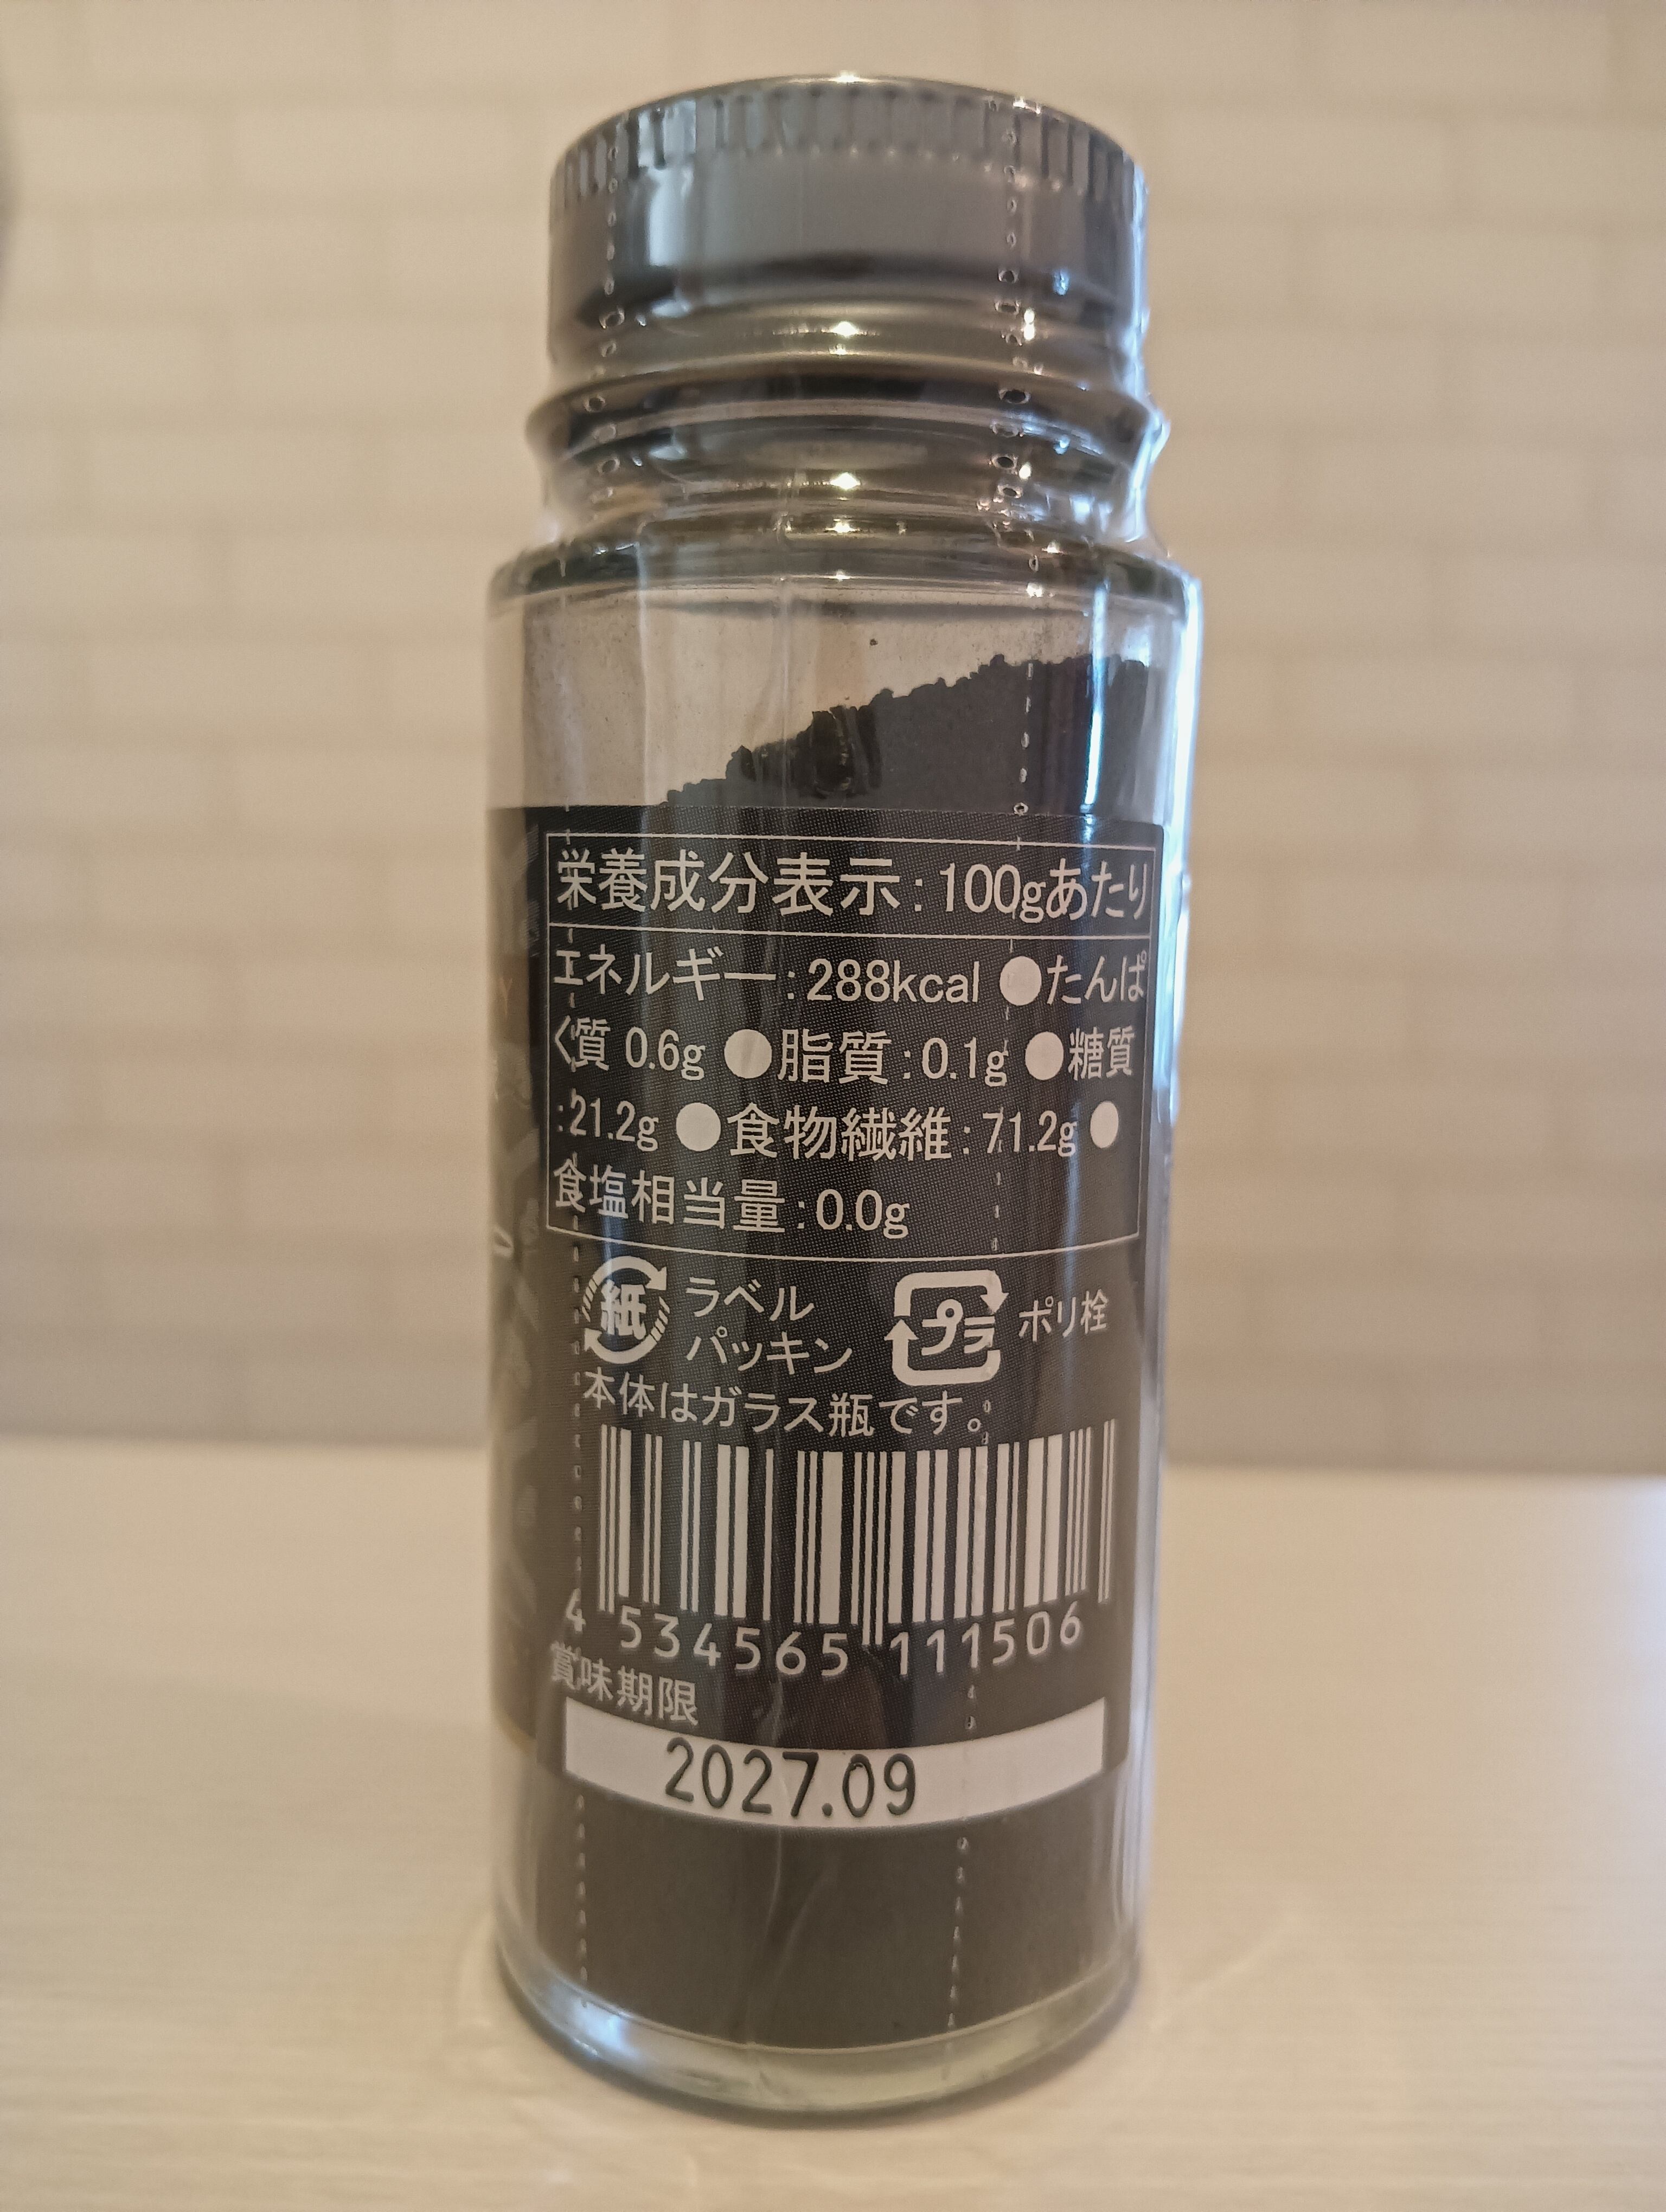 栄養成分表示:100gあたり
エネルギー:288kcal ●たんぱ
く質 0.6g ●脂質:0.1g ●糖質
:21.2g ●食物繊維:71.2g ●
食塩相当量:0.0g
紙 ラベル プラ ポリ栓
パッキン
本体はガラス瓶です。
4 534565 111506
賞味期限
2027.09